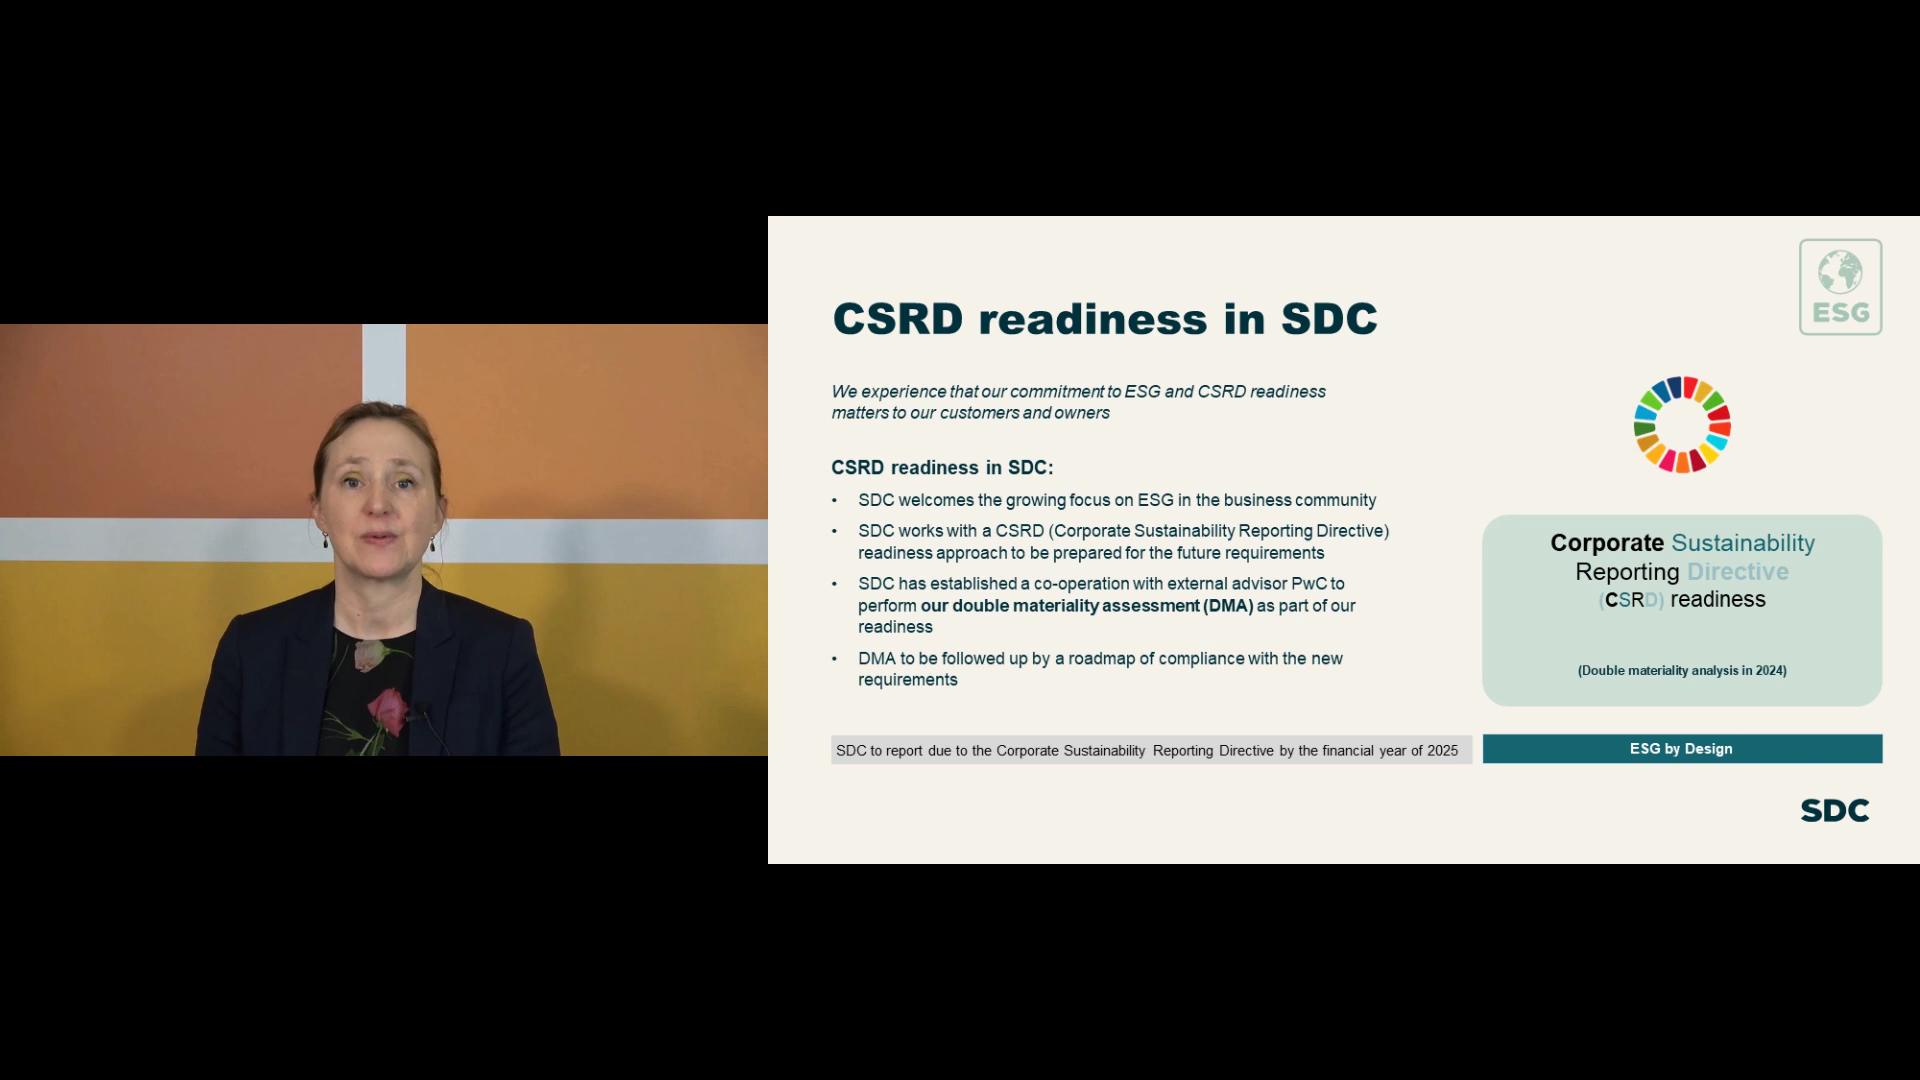 ESG
CSRD readiness in SDC
We experience that our commitment to ESG and CSRD readiness
matters to our customers and owners
CSRD readiness in SDC:
• SDC welcomes the growing focus on ESG in the business community
• SDC works with a CSRD (Corporate Sustainability Reporting Directive)
readiness approach to be prepared for the future requirements
• SDC has established a co-operation with external advisor PwC to
perform our double materiality assessment (DMA) as part of our
readiness
• DMA to be followed up by a roadmap of compliance with the new
requirements
SDC to report due to the Corporate Sustainability Reporting Directive by the financial year of 2025
Corporate Sustainability
Reporting Directive
(CSRD) readiness
(Double materiality analysis in 2024)
ESG by Design
SDC